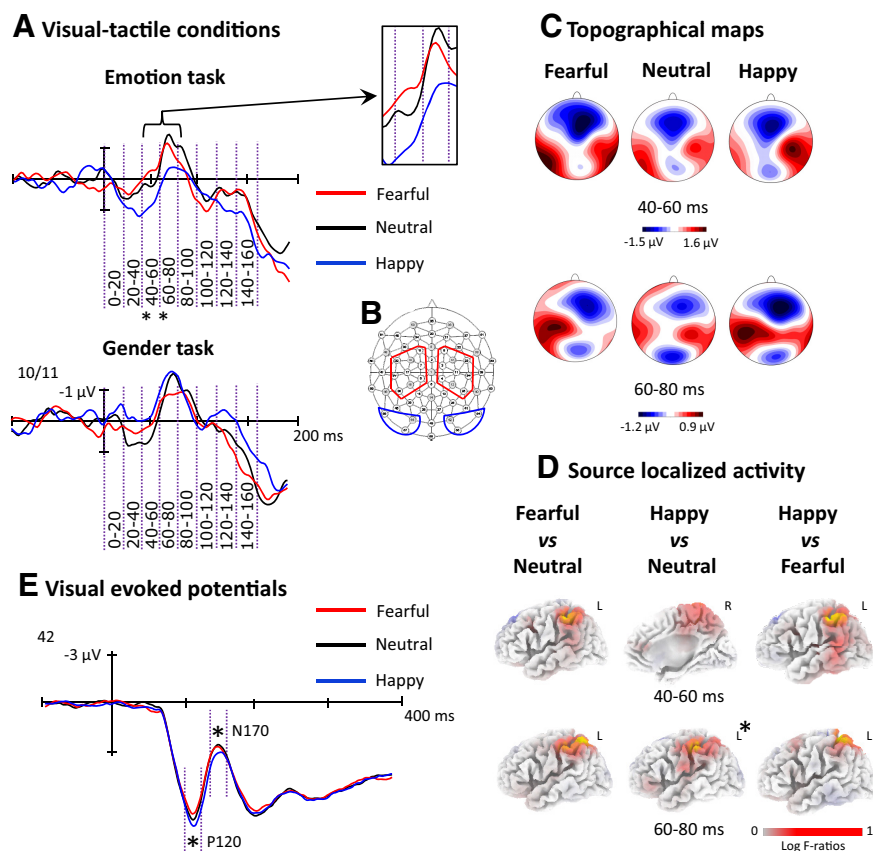 A Visual-tactile conditions
Emotion task
Fearful
Neutral
Happy
0-20
20-40
40-60
60-80
80-100
100-120
120-140
140-160
* *
Gender task
10/11
-1 µV
200 ms
0-20
20-40
40-60
60-80
80-100
100-120
120-140
140-160
B
C Topographical maps
Fearful Neutral Happy
40-60 ms
-1.5 µV 1.6 µV
60-80 ms
-1.2 µV 0.9 µV
D Source localized activity
Fearful Happy Happy
vs vs vs
Neutral Neutral Fearful
L R L
40-60 ms
L L * L
60-80 ms
0 1
Log F-ratios
E Visual evoked potentials
Fearful
Neutral
Happy
42
-3 µV
400 ms
* N170
* P120